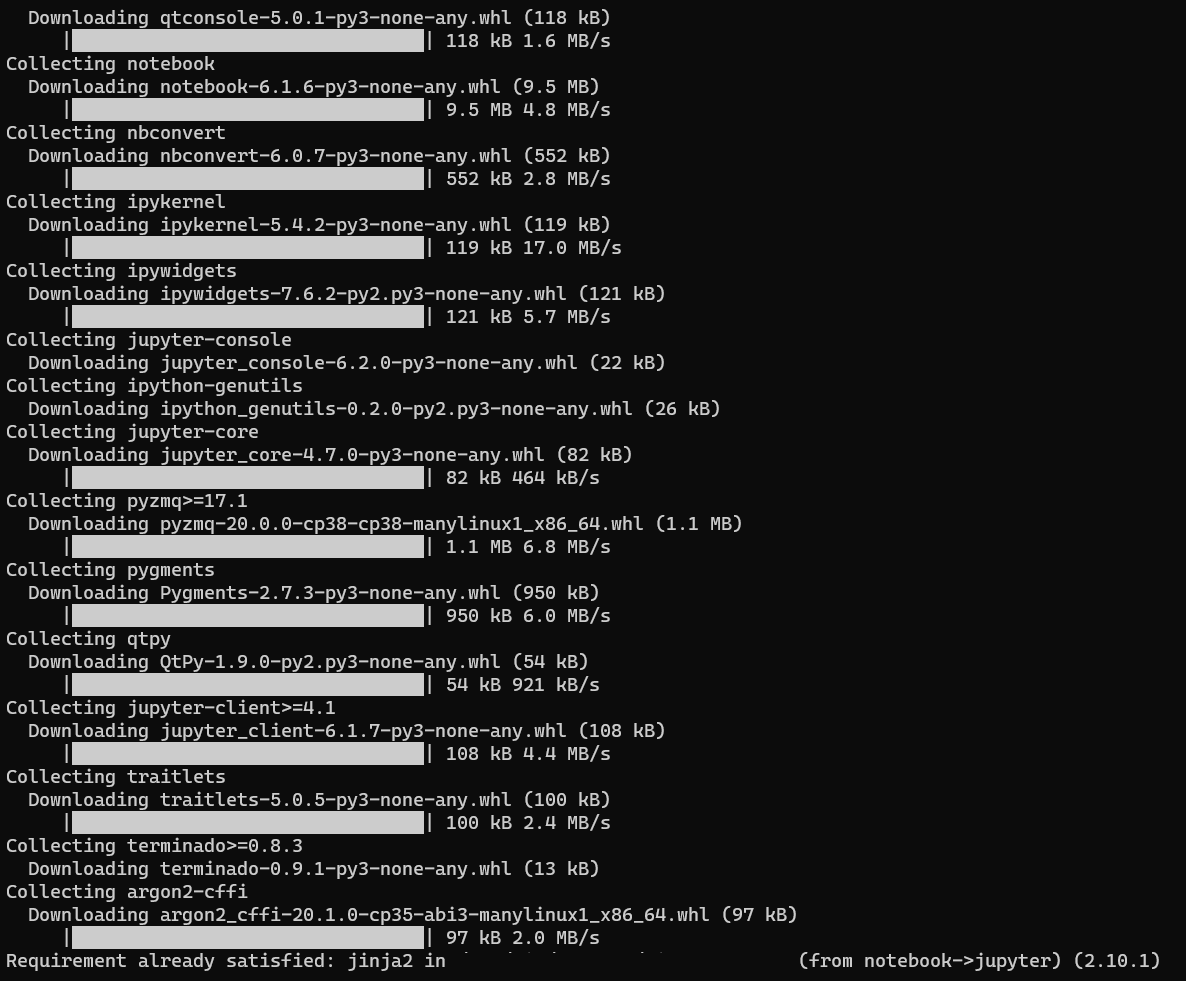 Downloading qtconsole-5.0.1-py3-none-any.whl (118 kB)
|████████████████████████████████| 118 kB 1.6 MB/s
Collecting notebook
Downloading notebook-6.1.6-py3-none-any.whl (9.5 MB)
|████████████████████████████████| 9.5 MB 4.8 MB/s
Collecting nbconvert
Downloading nbconvert-6.0.7-py3-none-any.whl (552 kB)
|████████████████████████████████| 552 kB 2.8 MB/s
Collecting ipykernel
Downloading ipykernel-5.4.2-py3-none-any.whl (119 kB)
|████████████████████████████████| 119 kB 17.0 MB/s
Collecting ipywidgets
Downloading ipywidgets-7.6.2-py2.py3-none-any.whl (121 kB)
|████████████████████████████████| 121 kB 5.7 MB/s
Collecting jupyter-console
Downloading jupyter_console-6.2.0-py3-none-any.whl (22 kB)
Collecting ipython-genutils
Downloading ipython_genutils-0.2.0-py2.py3-none-any.whl (26 kB)
Collecting jupyter-core
Downloading jupyter_core-4.7.0-py3-none-any.whl (82 kB)
|████████████████████████████████| 82 kB 464 kB/s
Collecting pyzmq>=17.1
Downloading pyzmq-20.0.0-cp38-cp38-manylinux1_x86_64.whl (1.1 MB)
|████████████████████████████████| 1.1 MB 6.8 MB/s
Collecting pygments
Downloading Pygments-2.7.3-py3-none-any.whl (950 kB)
|████████████████████████████████| 950 kB 6.0 MB/s
Collecting qtpy
Downloading QtPy-1.9.0-py2.py3-none-any.whl (54 kB)
|████████████████████████████████| 54 kB 921 kB/s
Collecting jupyter-client>=4.1
Downloading jupyter_client-6.1.7-py3-none-any.whl (108 kB)
|████████████████████████████████| 108 kB 4.4 MB/s
Collecting traitlets
Downloading traitlets-5.0.5-py3-none-any.whl (100 kB)
|████████████████████████████████| 100 kB 2.4 MB/s
Collecting terminado>=0.8.3
Downloading terminado-0.9.1-py3-none-any.whl (13 kB)
Collecting argon2-cffi
Downloading argon2_cffi-20.1.0-cp35-abi3-manylinux1_x86_64.whl (97 kB)
|████████████████████████████████| 97 kB 2.0 MB/s
Requirement already satisfied: jinja2 in (from notebook->jupyter) (2.10.1)